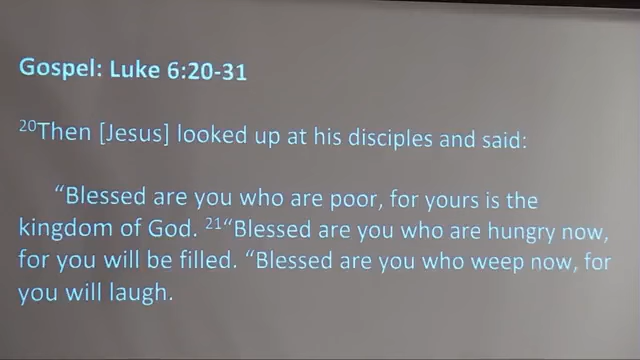 Gospel: Luke 6:20-31
20Then [Jesus] looked up at his disciples and said:
“Blessed are you who are poor, for yours is the
kingdom of God. 21“Blessed are you who are hungry now,
for you will be filled. “Blessed are you who weep now, for
you will laugh.